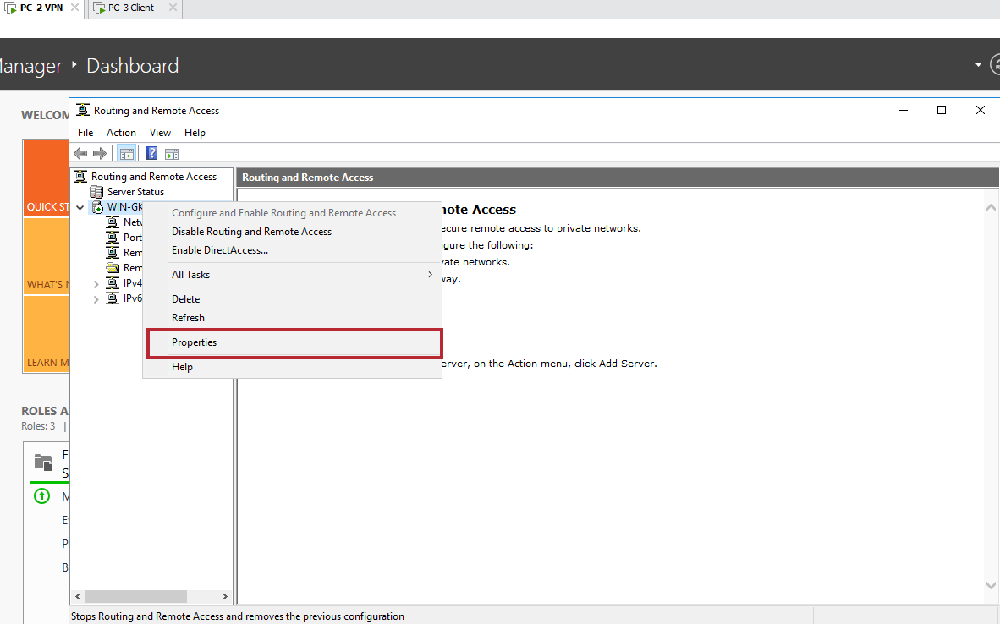 PC-2 VPN
PC-3 Client
Manager
Dashboard
WELCOM
Routing and Remote Access
File Action View Help
QUICK ST
WHAT'S N
LEARN M
Routing and Remote Access
Server Status
WIN-GK
Netw
Port
Rem
Rem
IPv4
IPv6
Configure and Enable Routing and Remote Access
Disable Routing and Remote Access
Enable DirectAccess...
All Tasks
Delete
Refresh
Properties
Help
Routing and Remote Access
mote Access
ecure remote access to private networks.
gure the following:
vate networks.
way.
erver, on the Action menu, click Add Server.
ROLES A
Roles: 3 |
F
S
M
E
P
B
Stops Routing and Remote Access and removes the previous configuration